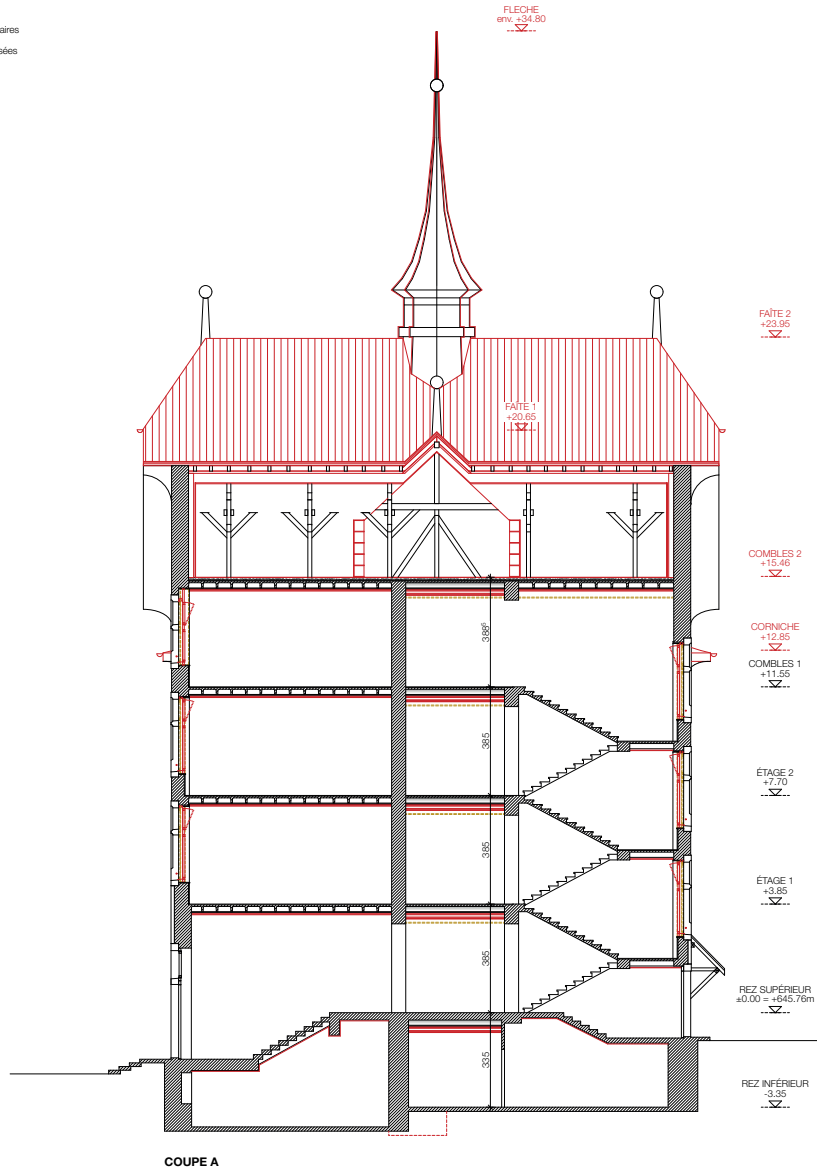 aires
sées
FLECHE
env. +34.80
FAÎTE 2
+23.95
FAÎTE 1
+20.65
COMBLES 2
+15.46
CORNICHE
+12.85
COMBLES 1
+11.55
388⁵
385
ÉTAGE 2
+7.70
385
ÉTAGE 1
+3.85
385
REZ SUPÉRIEUR
±0.00 = +645.76m
335
REZ INFÉRIEUR
-3.35
COUPE A